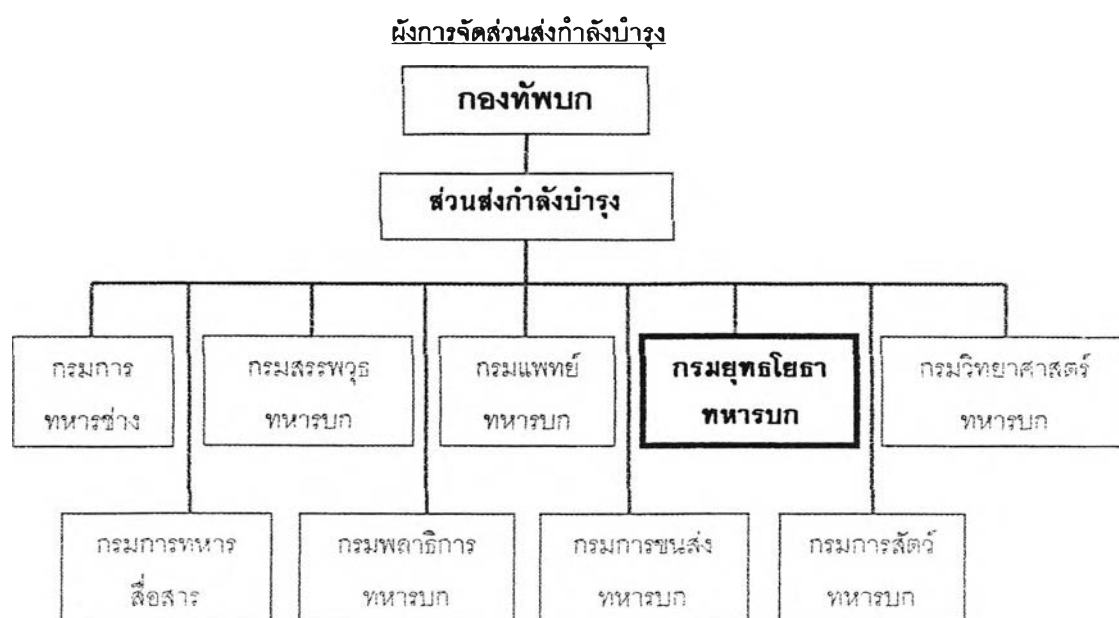 ผังการจัดส่วนส่งกำลังบำรุง
กองทัพบก
ส่วนส่งกำลังบำรุง
กรมการ
ทหารช่าง
กรมสรรพวุธ
ทหารบก
กรมแพทย์
ทหารบก
กรมยุทธโยธา
ทหารบก
กรมวิทยาศาสตร์
ทหารบก
กรมการทหาร
สื่อสาร
กรมพลาธิการ
ทหารบก
กรมการขนส่ง
ทหารบก
กรมการสัตว์
ทหารบก